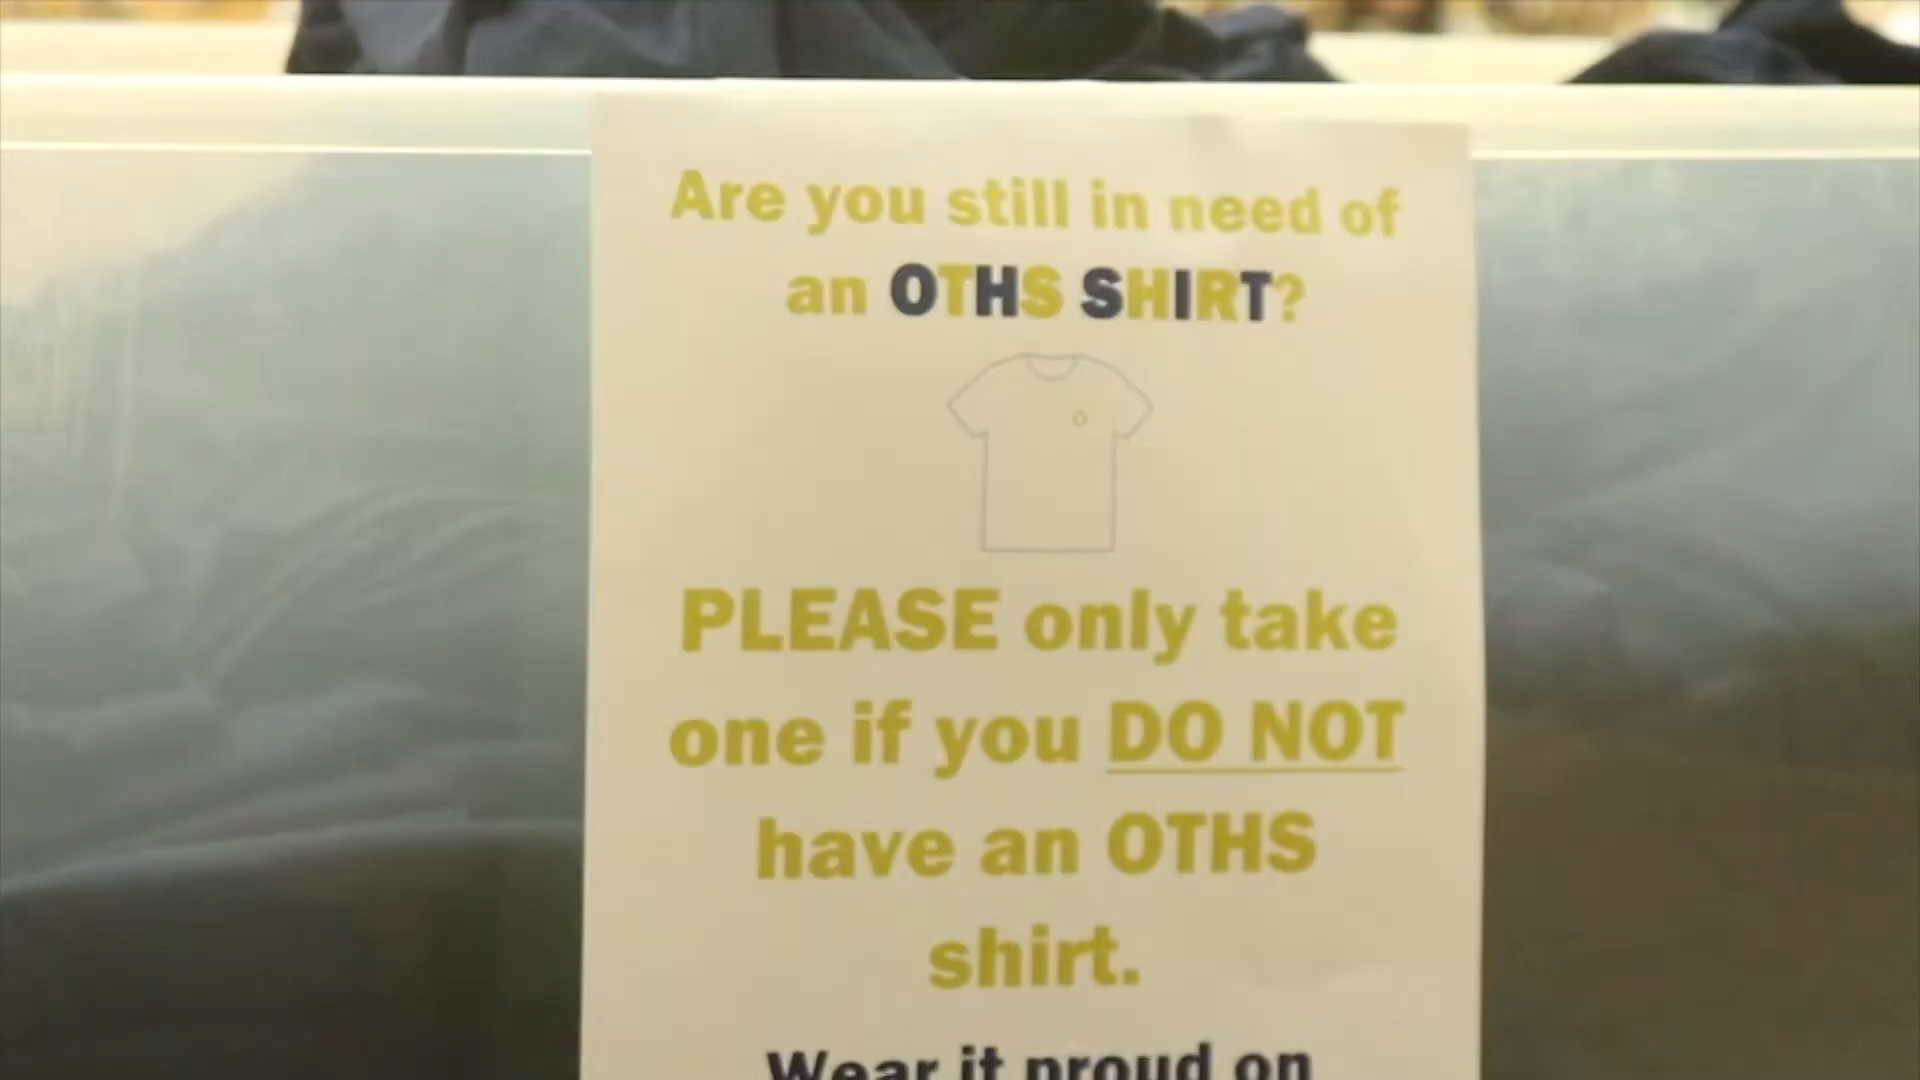 Are you still in need of
an OTHS SHIRT?
PLEASE only take
one if you DO NOT
have an OTHS
shirt.
Wear it proud on